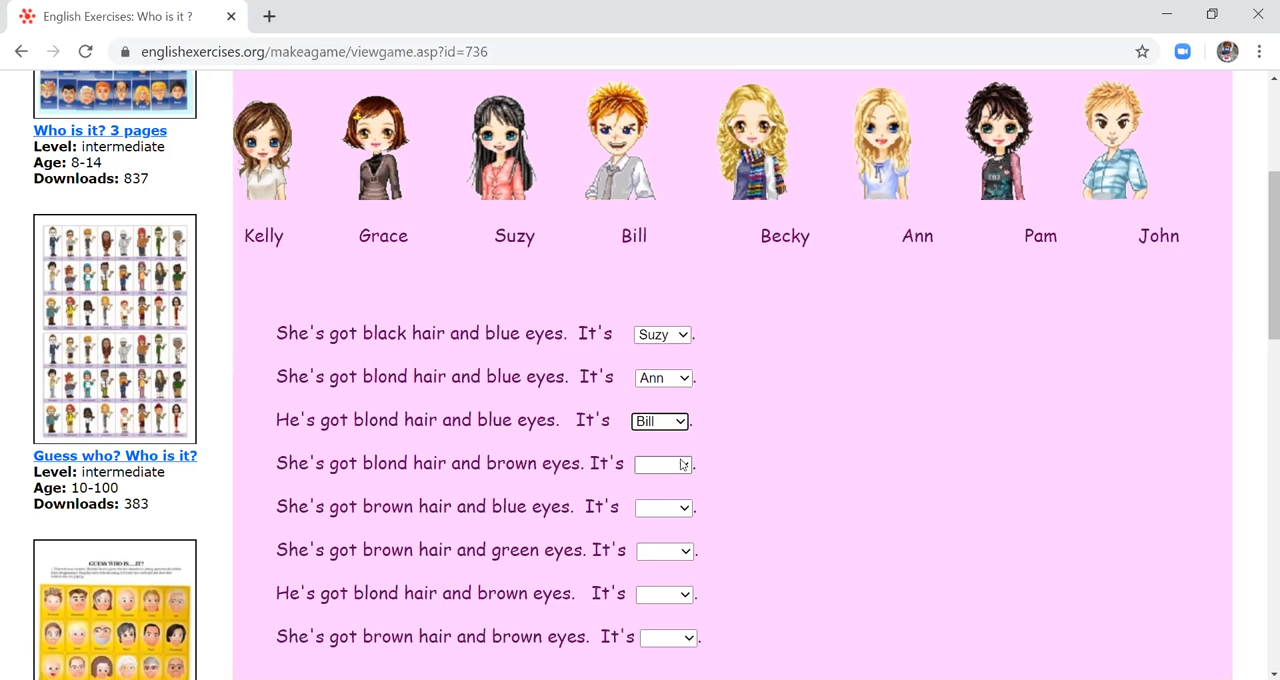 English Exercises: Who is it ?
englishexercises.org/makeagame/viewgame.asp?id=736
Who is it? 3 pages
Level: intermediate
Age: 8-14
Downloads: 837
Guess who? Who is it?
Level: intermediate
Age: 10-100
Downloads: 383
GUESS WHO IS....IT?
Kelly Grace Suzy Bill Becky Ann Pam John
She's got black hair and blue eyes. It's Suzy .
She's got blond hair and blue eyes. It's Ann .
He's got blond hair and blue eyes. It's Bill .
She's got blond hair and brown eyes. It's .
She's got brown hair and blue eyes. It's .
She's got brown hair and green eyes. It's .
He's got blond hair and brown eyes. It's .
She's got brown hair and brown eyes. It's .